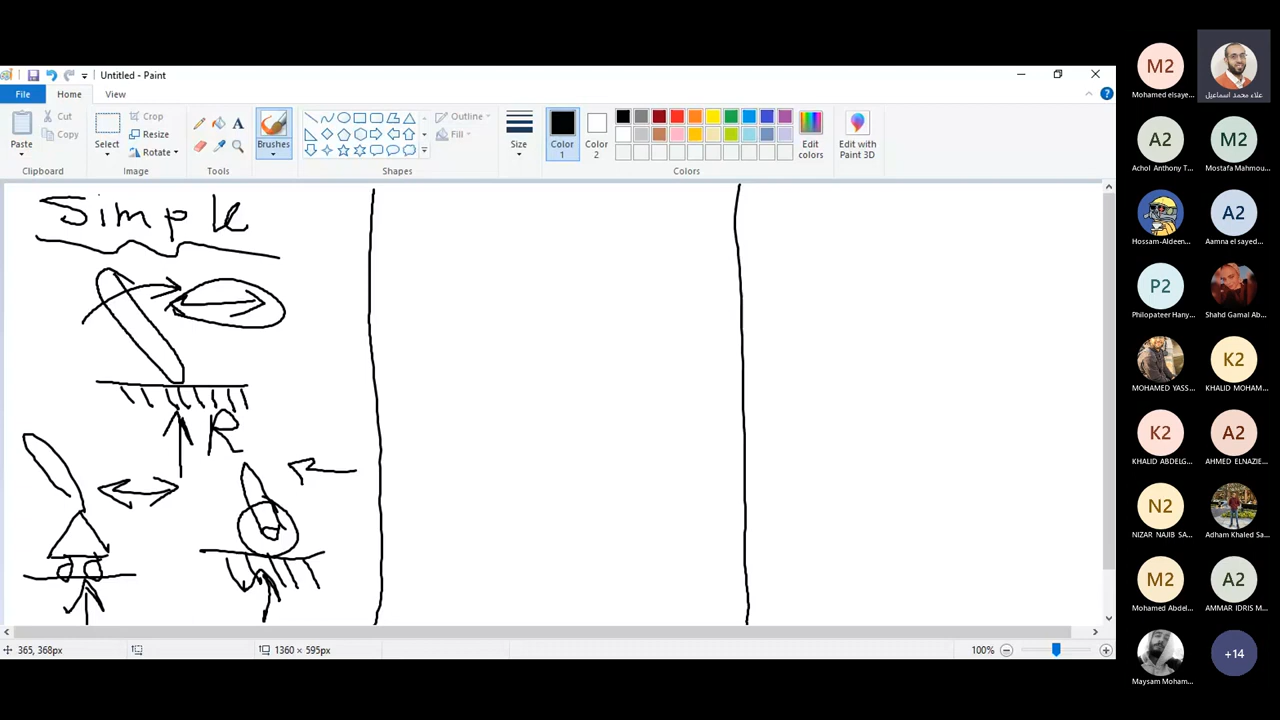 Untitled - Paint
File
Home
View
Paste
Cut
Copy
Clipboard
Select
Crop
Resize
Rotate
Image
A
Tools
Brushes
Shapes
Outline
Fill
Size
Color 1
Color 2
Edit colors
Colors
Edit with Paint 3D
Simple
R
365, 368px
1360 × 595px
100%
M2
Mohamed elsaye...
علاء محمد اسماعيل
A2
Achol Anthony T...
M2
Mostafa Mahmou...
Hossam-Aldeen...
A2
Aamna el sayed...
P2
Philopateer Hany...
Shahd Gamal Ab...
MOHAMED YASS...
K2
KHALID MOHAM...
K2
KHALID ABDELG...
A2
AHMED ELNAZIE...
N2
NIZAR NAJIB SA...
Adham Khaled Sa...
M2
Mohamed Abdel...
A2
AMMAR IDRIS M...
Maysam Moham...
+14